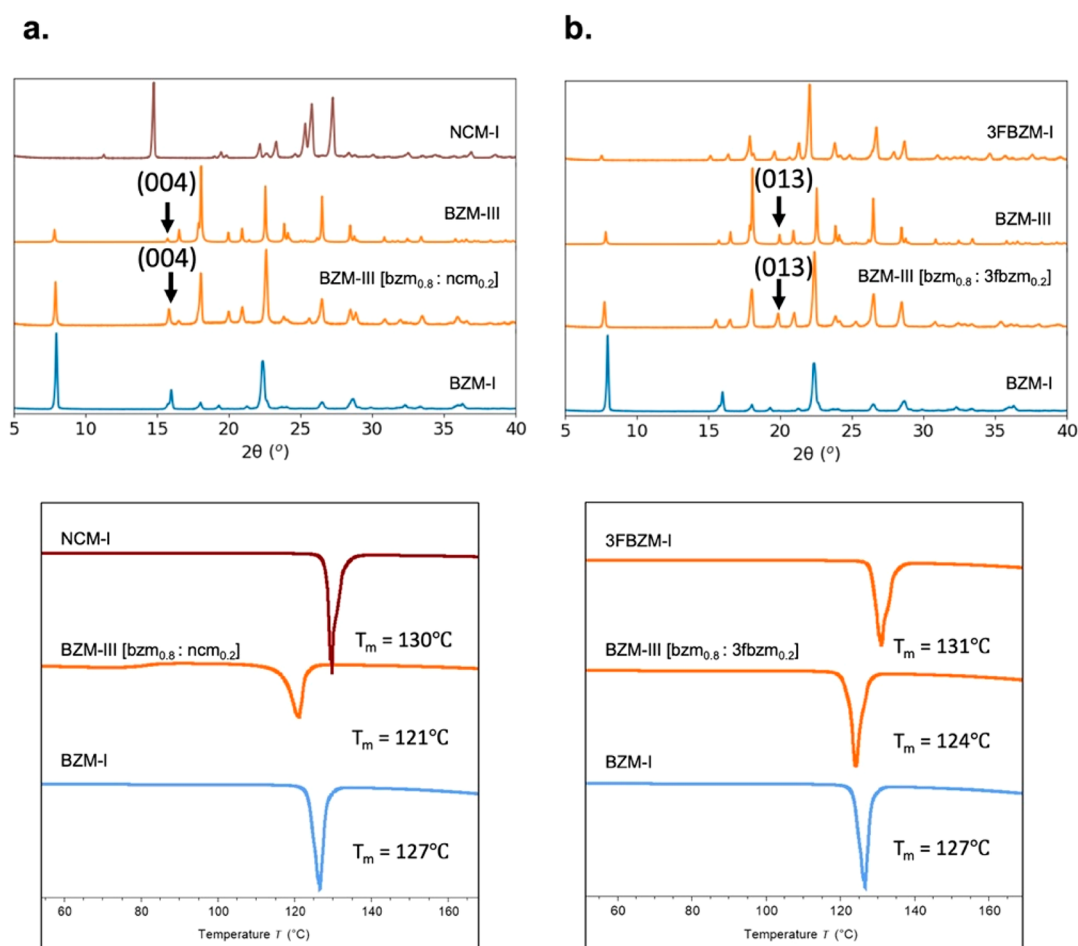 a.
NCM-I
(004)
BZM-III
(004)
BZM-III [bzm₀.₈ : ncm₀.₂]
BZM-I
5 10 15 20 25 30 35 40
2θ (°)
b.
3FBZM-I
(013)
BZM-III
(013)
BZM-III [bzm₀.₈ : 3fbzm₀.₂]
BZM-I
5 10 15 20 25 30 35 40
2θ (°)
NCM-I
Tₘ = 130°C
BZM-III [bzm₀.₈ : ncm₀.₂]
Tₘ = 121°C
BZM-I
Tₘ = 127°C
60 80 100 120 140 160
Temperature T (°C)
3FBZM-I
Tₘ = 131°C
BZM-III [bzm₀.₈ : 3fbzm₀.₂]
Tₘ = 124°C
BZM-I
Tₘ = 127°C
60 80 100 120 140 160
Temperature T (°C)